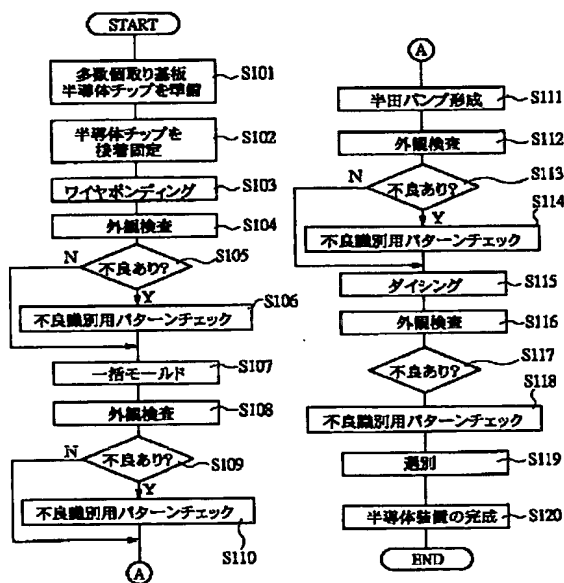 START
多数個取り基板
半導体チップを準備
S101
半導体チップを
接着固定
S102
ワイヤボンディング
S103
外観検査
S104
不良あり?
S105
N
Y
不良識別用パターンチェック
S106
一括モールド
S107
外観検査
S108
不良あり?
S109
N
Y
不良識別用パターンチェック
S110
A
A
半田バンプ形成
S111
外観検査
S112
不良あり?
S113
N
Y
不良識別用パターンチェック
S114
ダイシング
S115
外観検査
S116
不良あり?
S117
不良識別用パターンチェック
S118
選別
S119
半導体装置の完成
S120
END